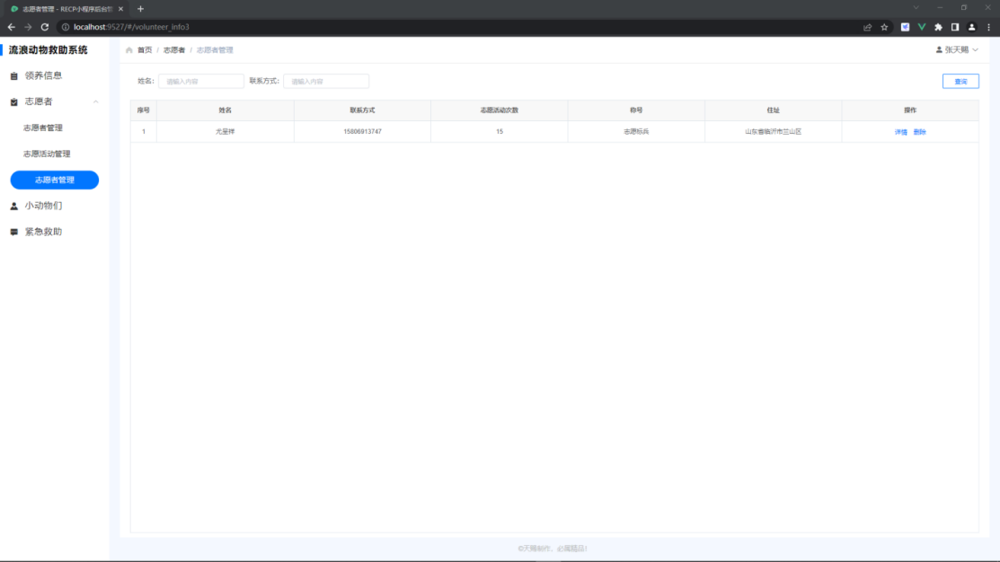 志愿者管理 - RECP小程序后台管
localhost:9527/#/volunteer_info3
流浪动物救助系统
首页 / 志愿者 / 志愿者管理
张天赐
领养信息
志愿者
志愿者管理
志愿活动管理
志愿者管理
小动物们
紧急救助
姓名: 请输入内容 联系方式: 请输入内容 查询
序号 姓名 联系方式 志愿活动次数 称号 住址 操作
1 尤星祥 15806913747 15 志愿标兵 山东省临沂市兰山区 详情 删除
©天赐制作，必属精品!